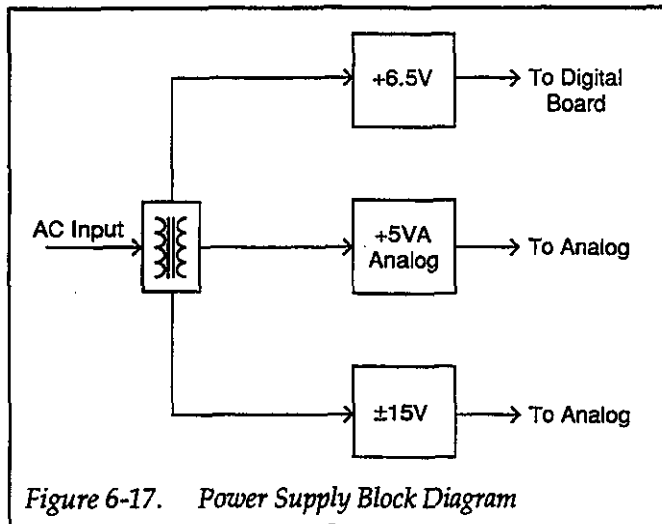 +6.5V
To Digital
Board
AC Input
+5VA
Analog
To Analog
±15V
To Analog
Figure 6-17. Power Supply Block Diagram